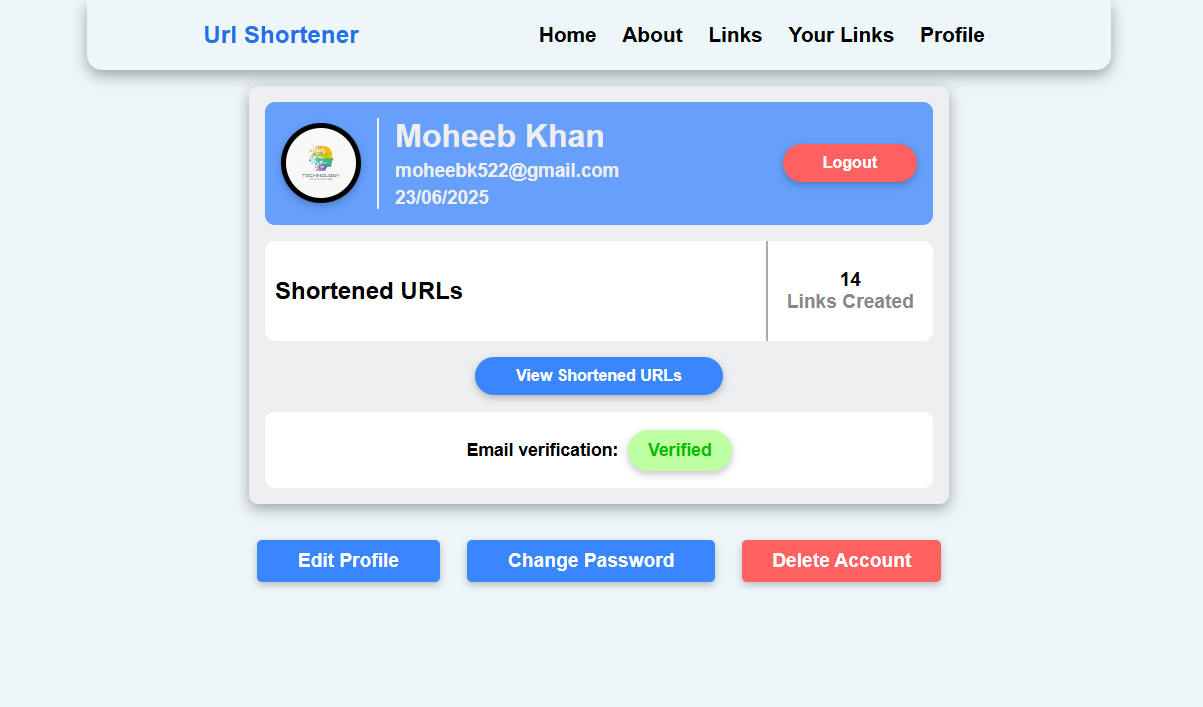 Url Shortener
Home About Links Your Links Profile
Moheeb Khan
moheebk522@gmail.com
23/06/2025
Logout
TECHNOLOGY
Shortened URLs
14
Links Created
View Shortened URLs
Email verification: Verified
Edit Profile Change Password Delete Account